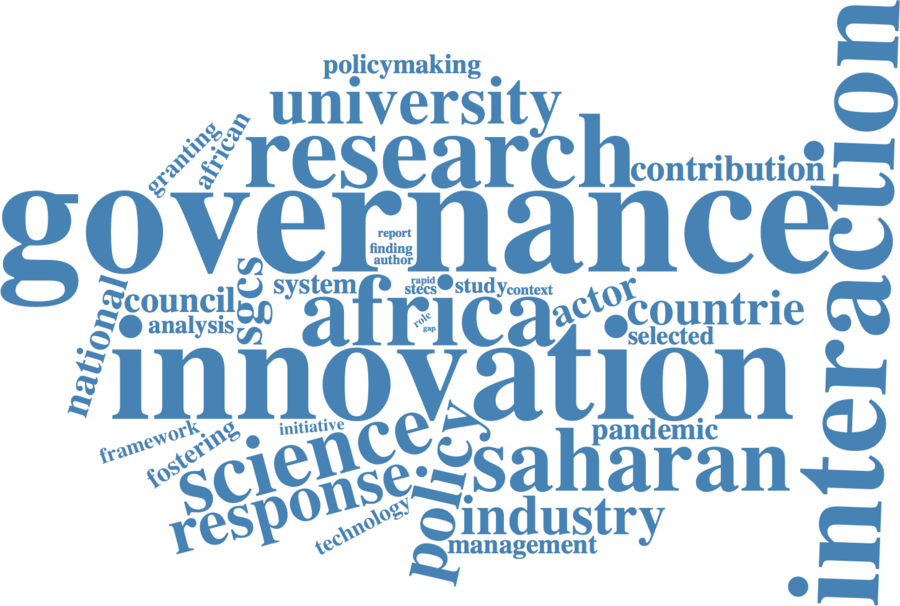 policymaking
university
granting
african
research
contribution
interaction
governance
report
finding
author
national
council
sgcs
system
rapid
stecs
study
context
actor
countrie
analysis
africa
role
gap
selected
innovation
framework
fostering
initiative
science
policy
pandemic
saharan
response
technology
industry
management